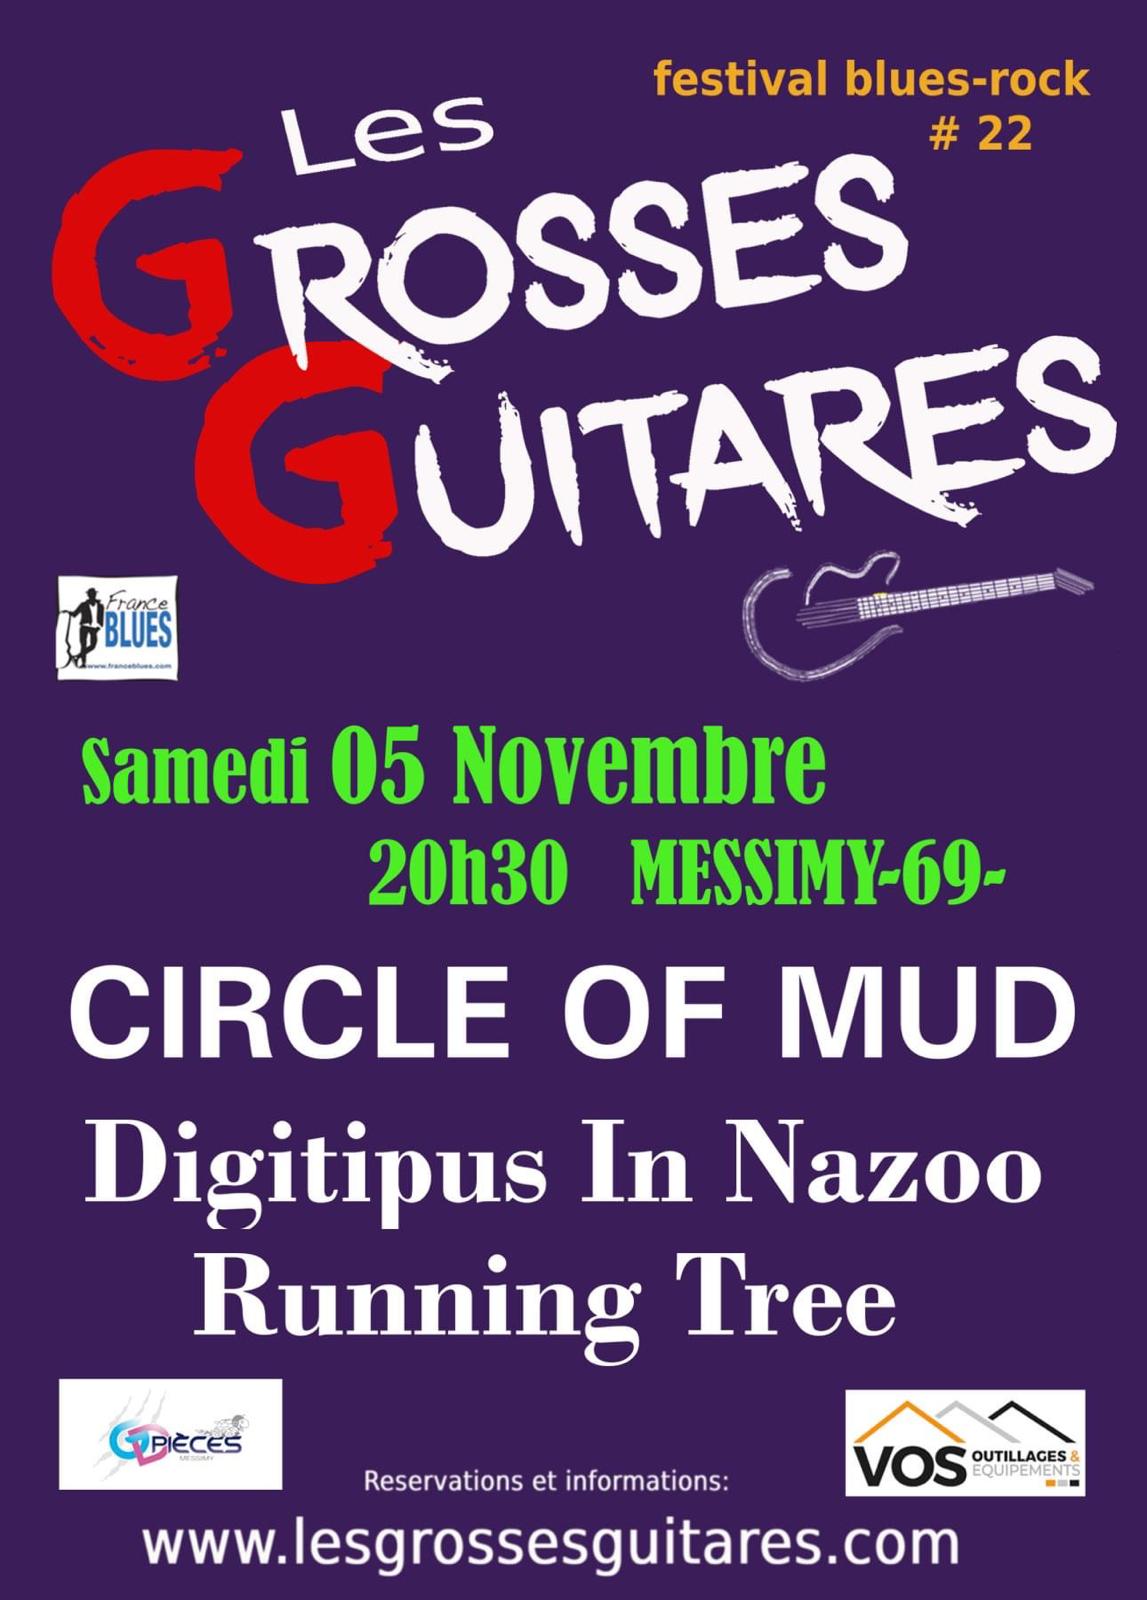 festival blues-rock
# 22
Les
GROSSES
GUITARES
France
BLUES
www.franceblues.com
Samedi 05 Novembre
20h30 MESSIMY-69-
CIRCLE OF MUD
Digitipus In Nazoo
Running Tree
GD PIÈCES
MESSIMY
VOS OUTILLAGES &
EQUIPEMENTS
Reservations et informations:
www.lesgrossesguitares.com